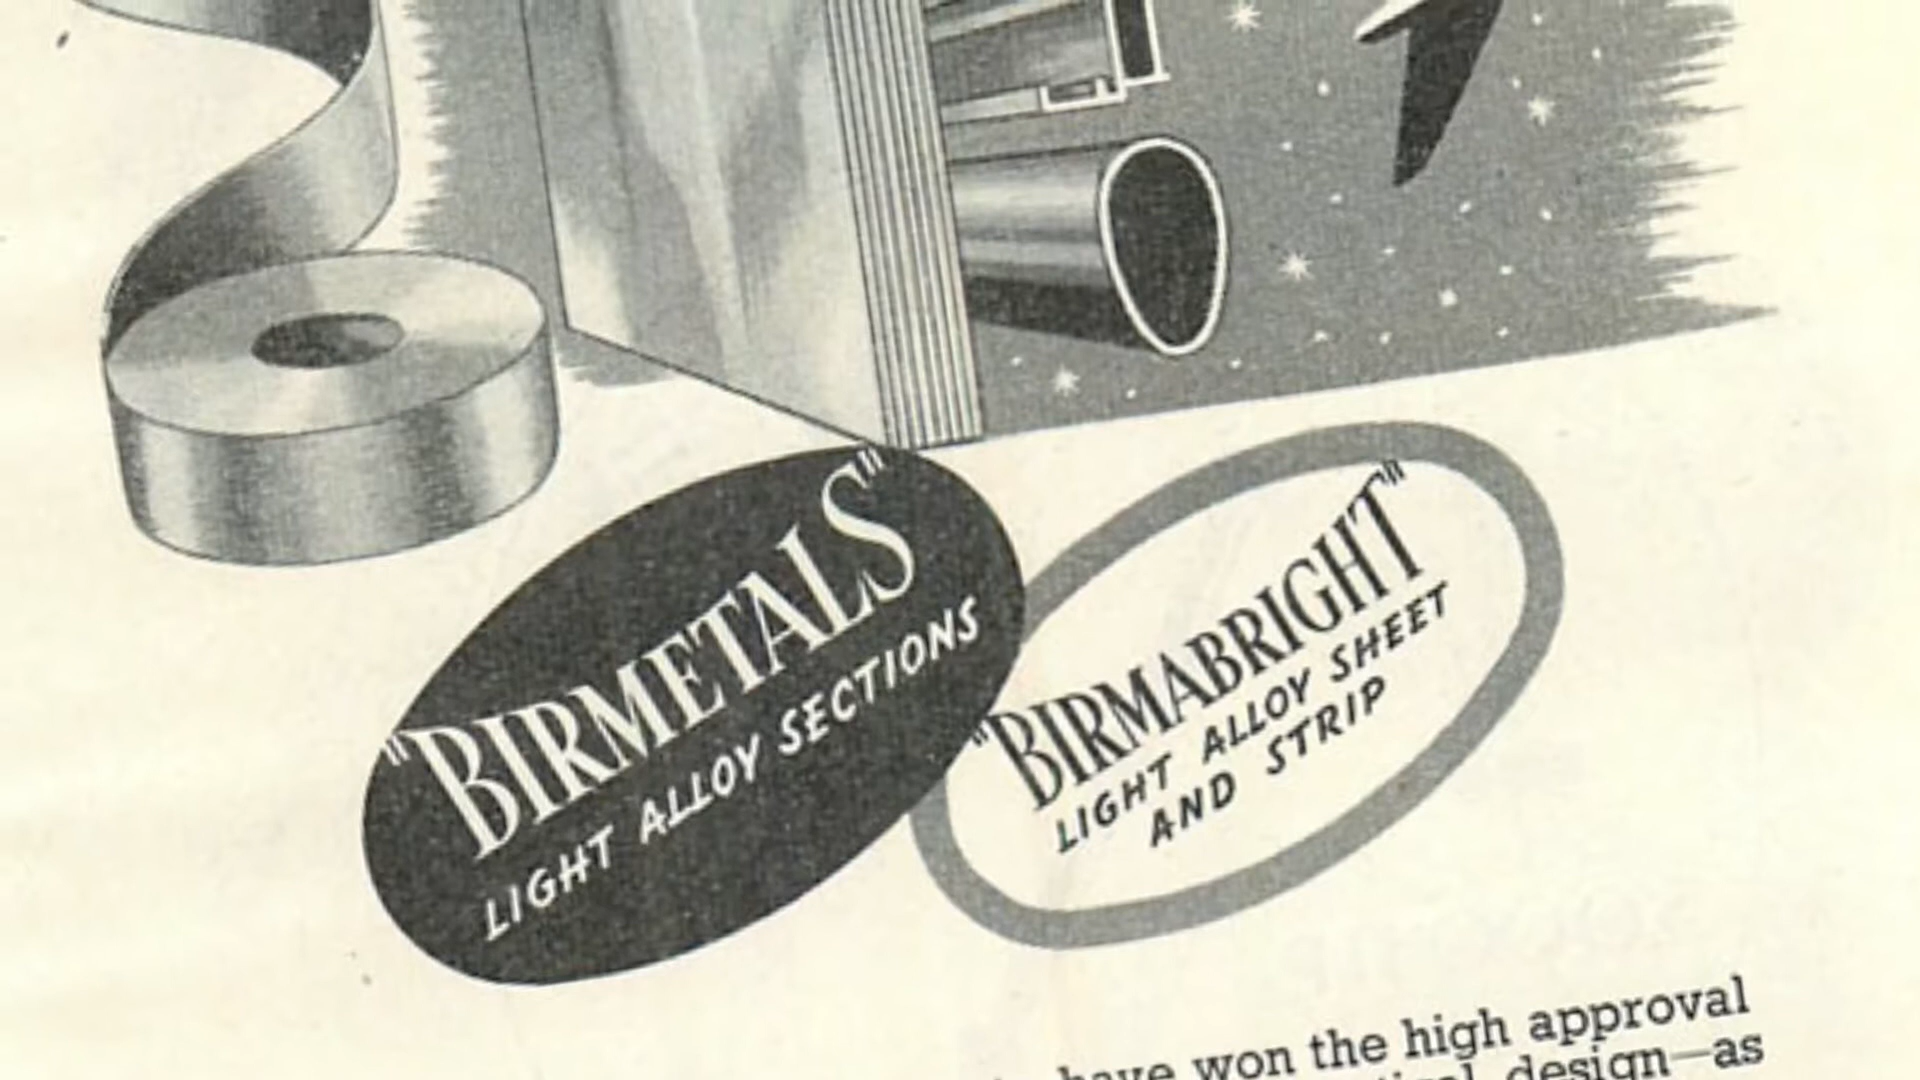 "BIRMETALS"
LIGHT ALLOY SECTIONS
"BIRMABRIGHT"
LIGHT ALLOY SHEET
AND STRIP
have won the high approval
design—as